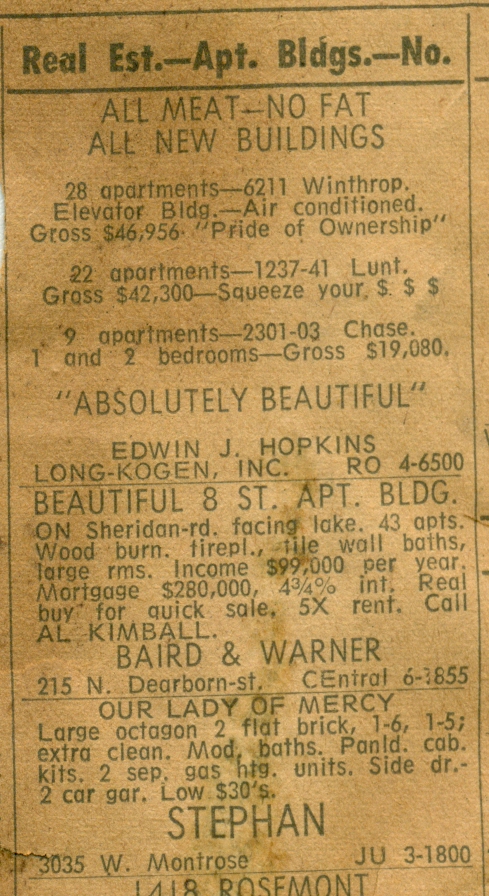 Real Est.—Apt. Bldgs.—No.
ALL MEAT—NO FAT
ALL NEW BUILDINGS
28 apartments—6211 Winthrop.
Elevator Bldg.—Air conditioned.
Gross $46,956 "Pride of Ownership"
22 apartments—1237-41 Lunt.
Gross $42,300—Squeeze your $ $ $
9 apartments—2301-03 Chase.
1 and 2 bedrooms—Gross $19,080.
"ABSOLUTELY BEAUTIFUL"
EDWIN J. HOPKINS
LONG-KOGEN, INC. RO 4-6500
BEAUTIFUL 8 ST. APT. BLDG.
ON Sheridan-rd. facing lake. 43 apts.
Wood burn. firepl., tile wall baths,
large rms. Income $99,000 per year.
Mortgage $280,000, 4¾% int. Real
buy for quick sale. 5X rent. Call
AL KIMBALL.
BAIRD & WARNER
215 N. Dearborn-st. CEntral 6-1855
OUR LADY OF MERCY
Large octagon 2 flat brick, 1-6, 1-5;
extra clean. Mod. baths. Panld. cab.
kits. 2 sep. gas htg. units. Side dr.-
2 car gar. Low $30's.
STEPHAN
3035 W. Montrose JU 3-1800
1418 ROSEMONT